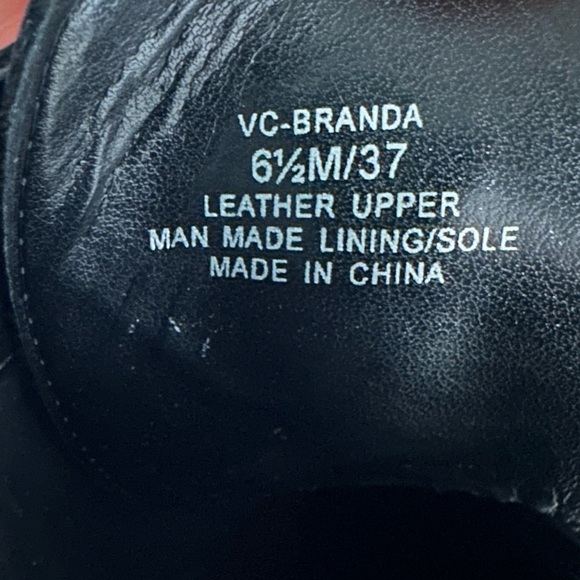 VC-BRANDA
6½M/37
LEATHER UPPER
MAN MADE LINING/SOLE
MADE IN CHINA